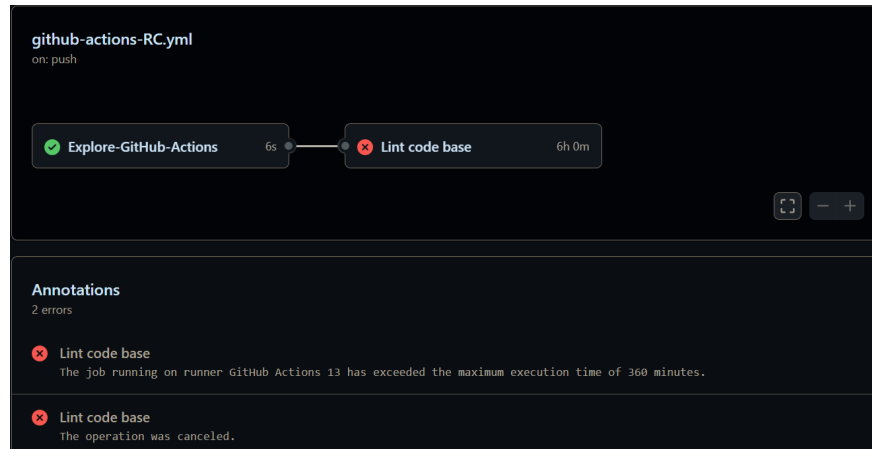 github-actions-RC.yml
on: push
Explore-GitHub-Actions 6s
Lint code base 6h 0m
Annotations
2 errors
Lint code base
The job running on runner GitHub Actions 13 has exceeded the maximum execution time of 360 minutes.
Lint code base
The operation was canceled.